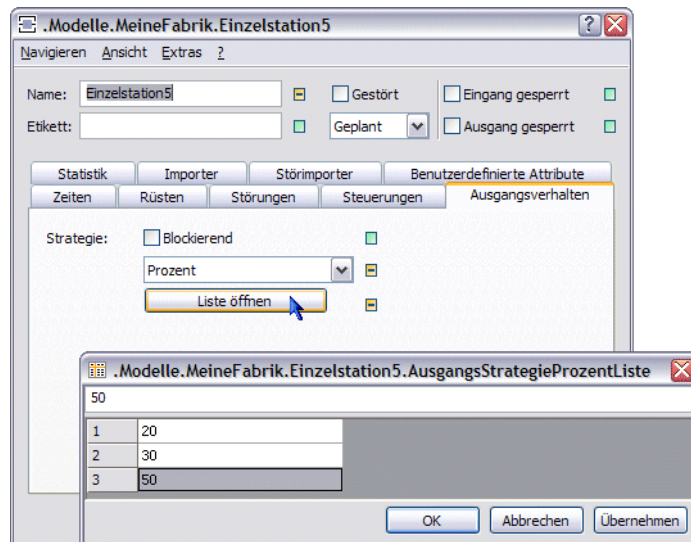 .Modelle.MeineFabrik.Einzelstation5
Navigieren Ansicht Extras ?
Name: Einzelstation5 Gestört Eingang gesperrt
Etikett: Geplant Ausgang gesperrt
Statistik Importer Störimporter Benutzerdefinierte Attribute
Zeiten Rüsten Störungen Steuerungen Ausgangsverhalten
Strategie: Blockierend
Prozent
Liste öffnen
.Modelle.MeineFabrik.Einzelstation5.AusgangsStrategieProzentListe
50
1 20
2 30
3 50
OK Abbrechen Übernehmen